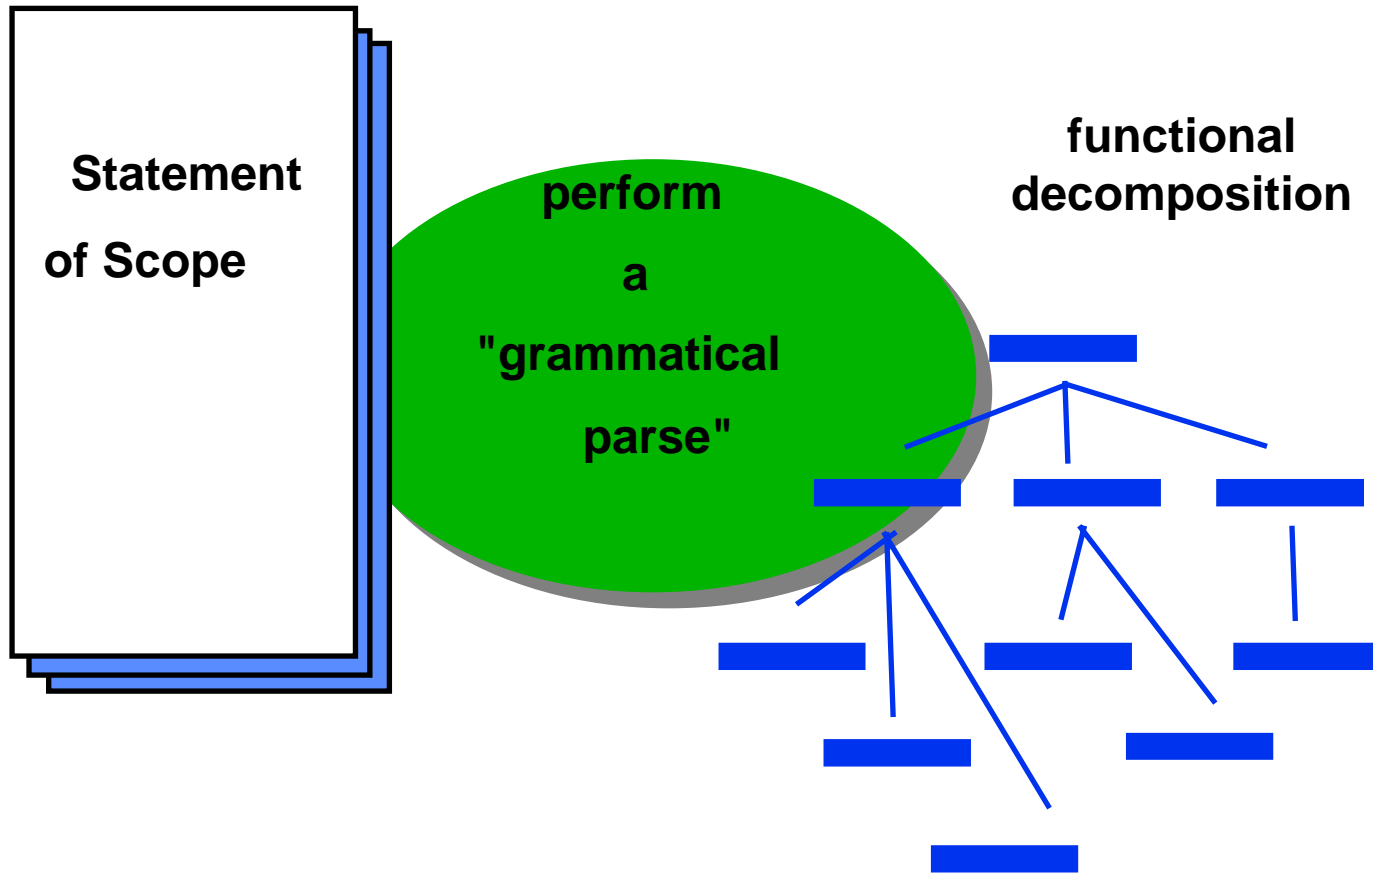 Statement
of Scope
perform
a
"grammatical
parse"
functional
decomposition